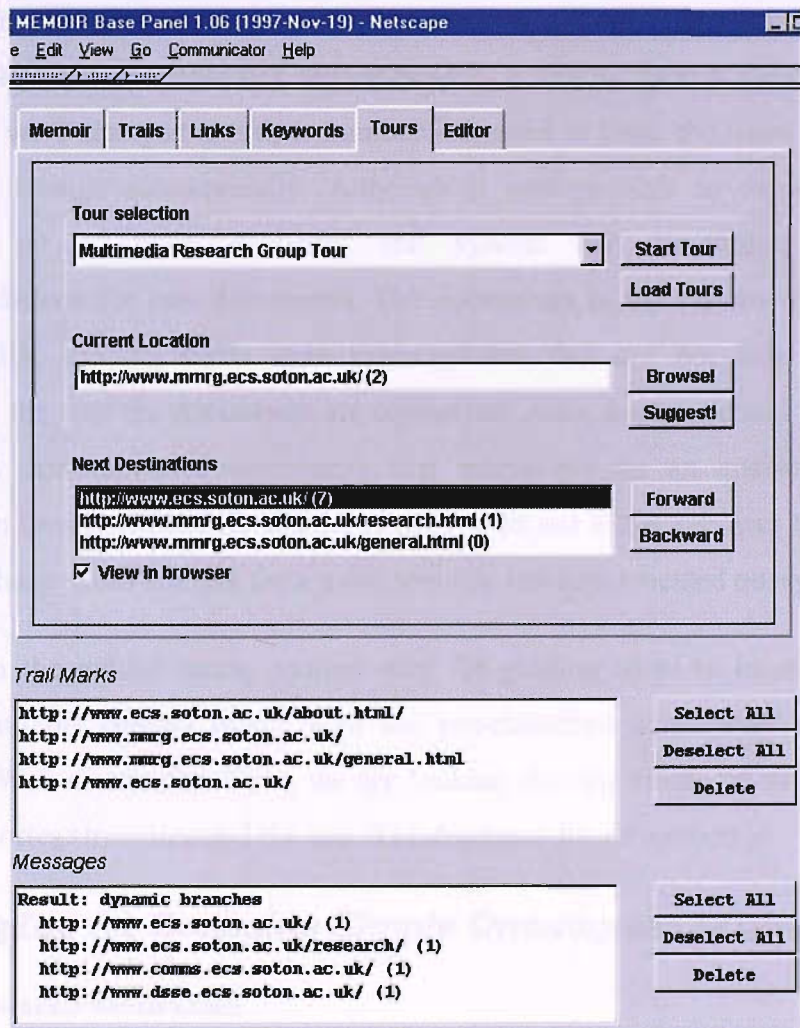 MEMOIR Base Panel 1.06 (1997-Nov-19) - Netscape
e Edit View Go Communicator Help
Memoir Trails Links Keywords Tours Editor
Tour selection
Multimedia Research Group Tour Start Tour
Load Tours
Current Location
http://www.mmrg.ecs.soton.ac.uk/ (2) Browse!
Suggest!
Next Destinations
http://www.ecs.soton.ac.uk/ (7) Forward
http://www.mmrg.ecs.soton.ac.uk/research.html (1)
http://www.mmrg.ecs.soton.ac.uk/general.html (0) Backward
View in browser
Trail Marks
http://www.ecs.soton.ac.uk/about.html/ Select All
http://www.mmrg.ecs.soton.ac.uk/
http://www.mmrg.ecs.soton.ac.uk/general.html Deselect All
http://www.ecs.soton.ac.uk/ Delete
Messages
Result: dynamic branches Select All
http://www.ecs.soton.ac.uk/ (1)
http://www.ecs.soton.ac.uk/research/ (1) Deselect All
http://www.comms.ecs.soton.ac.uk/ (1)
http://www.dsse.ecs.soton.ac.uk/ (1) Delete